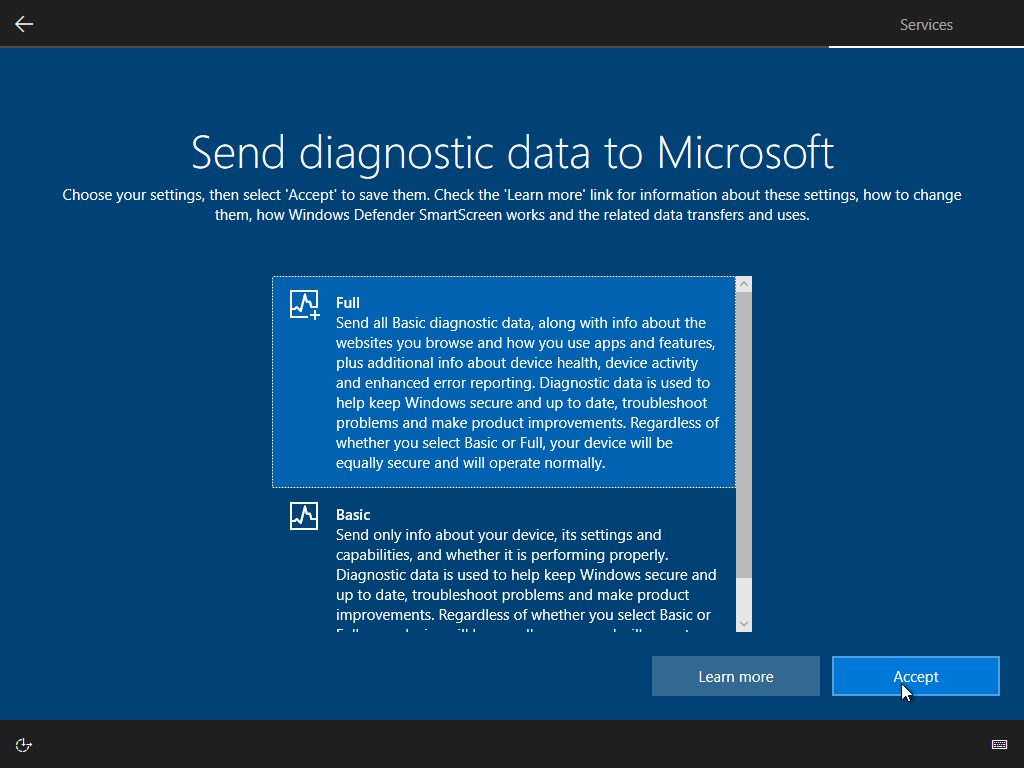 Services
Send diagnostic data to Microsoft
Choose your settings, then select 'Accept' to save them. Check the 'Learn more' link for information about these settings, how to change
them, how Windows Defender SmartScreen works and the related data transfers and uses.
Full
Send all Basic diagnostic data, along with info about the
websites you browse and how you use apps and features,
plus additional info about device health, device activity
and enhanced error reporting. Diagnostic data is used to
help keep Windows secure and up to date, troubleshoot
problems and make product improvements. Regardless of
whether you select Basic or Full, your device will be
equally secure and will operate normally.
Basic
Send only info about your device, its settings and
capabilities, and whether it is performing properly.
Diagnostic data is used to help keep Windows secure and
up to date, troubleshoot problems and make product
improvements. Regardless of whether you select Basic or
Learn more
Accept